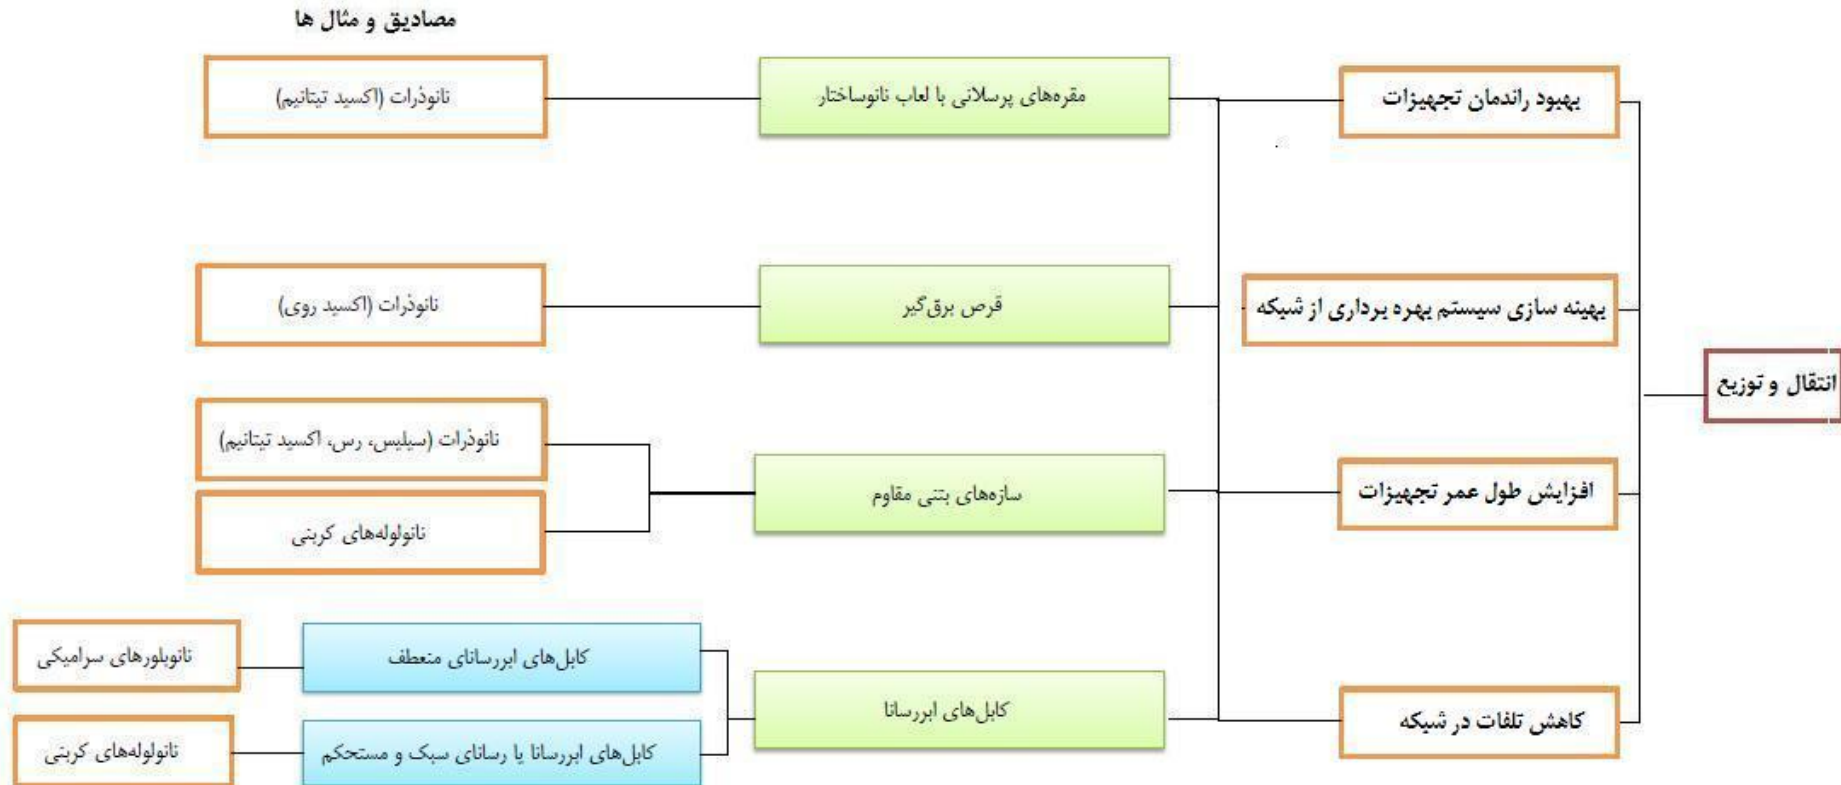 مصادیق و مثال ها
انتقال و توزیع
بهبود راندمان تجهیزات
بهینه سازی سیستم بهره برداری از شبکه
افزایش طول عمر تجهیزات
کاهش تلفات در شبکه
مقره‌های پرسلانی با لعاب نانوساختار
نانوذرات (اکسید تیتانیم)
قرص برق‌گیر
نانوذرات (اکسید روی)
سازه‌های بتنی مقاوم
نانوذرات (سیلیس، رس، اکسید تیتانیم)
نانولوله‌های کربنی
کابل‌های ابررسانا
کابل‌های ابررسانای منعطف
نانوبلورهای سرامیکی
کابل‌های ابررسانا یا رسانای سبک و مستحکم
نانولوله‌های کربنی